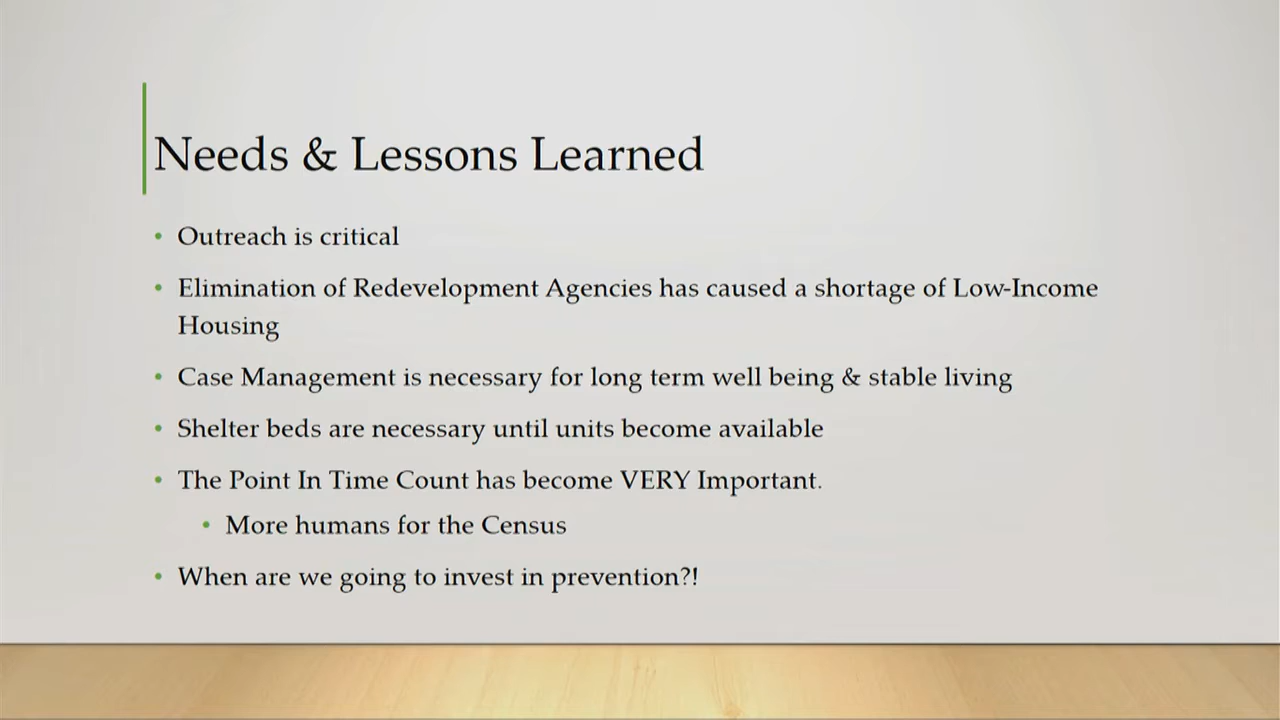 Needs & Lessons Learned
• Outreach is critical
• Elimination of Redevelopment Agencies has caused a shortage of Low-Income
Housing
• Case Management is necessary for long term well being & stable living
• Shelter beds are necessary until units become available
• The Point In Time Count has become VERY Important.
• More humans for the Census
• When are we going to invest in prevention?!